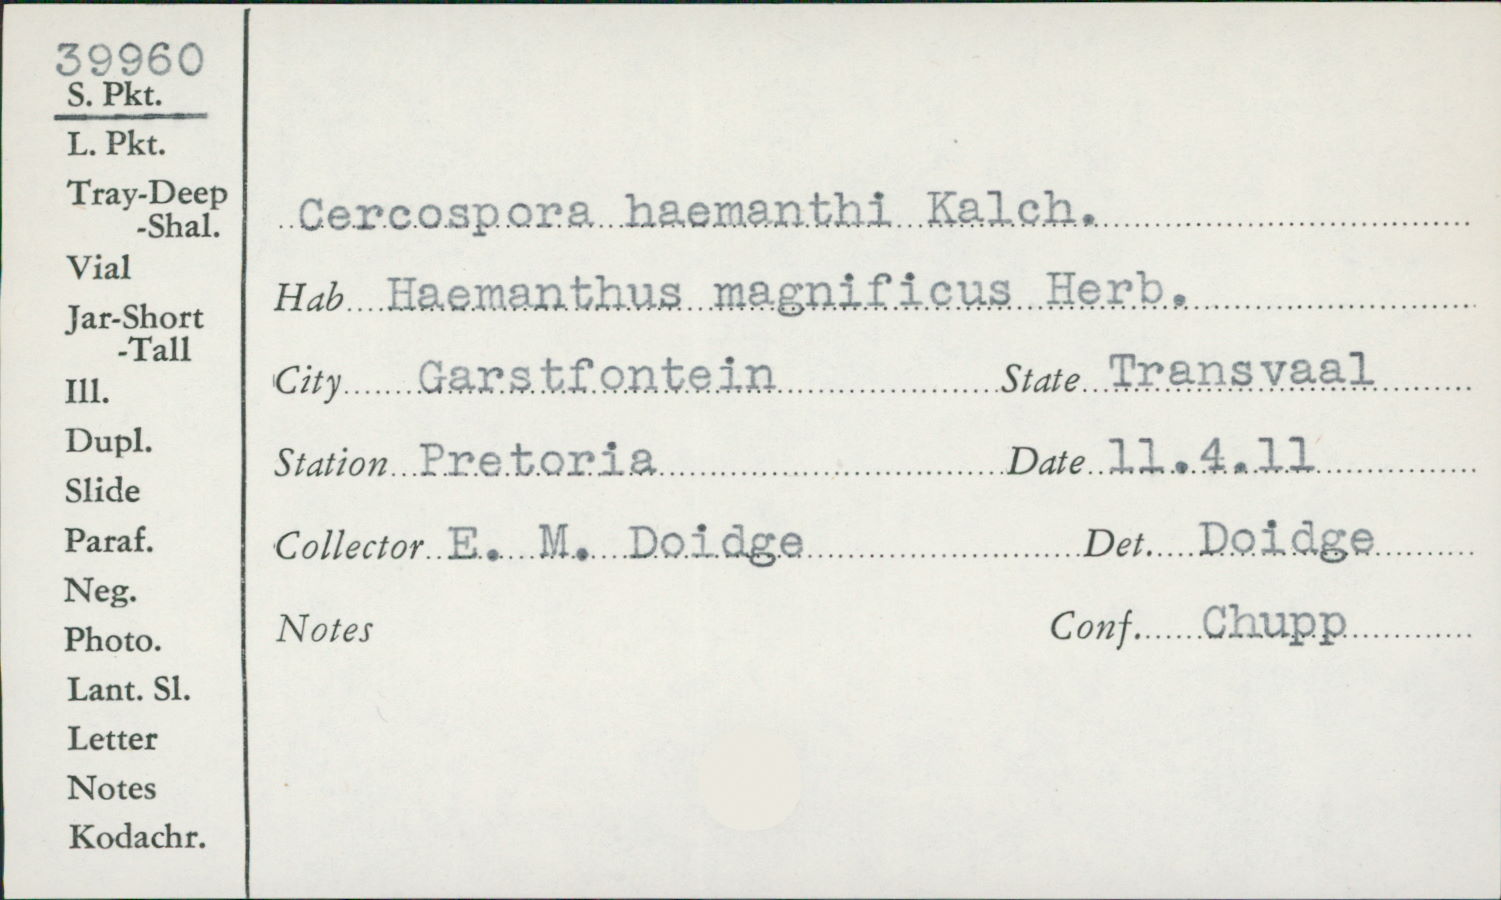 39960
S. Pkt.
L. Pkt.
Tray-Deep
-Shal.
Vial
Jar-Short
-Tall
Ill.
Dupl.
Slide
Paraf.
Neg.
Photo.
Lant. Sl.
Letter
Notes
Kodachr.
Cercospora haemanthi Kalch.
Hab Haemanthus magnificus Herb.
City Garstfontein State Transvaal
Station Pretoria Date 11.4.11
Collector E. M. Doidge Det. Doidge
Notes Conf. Chupp